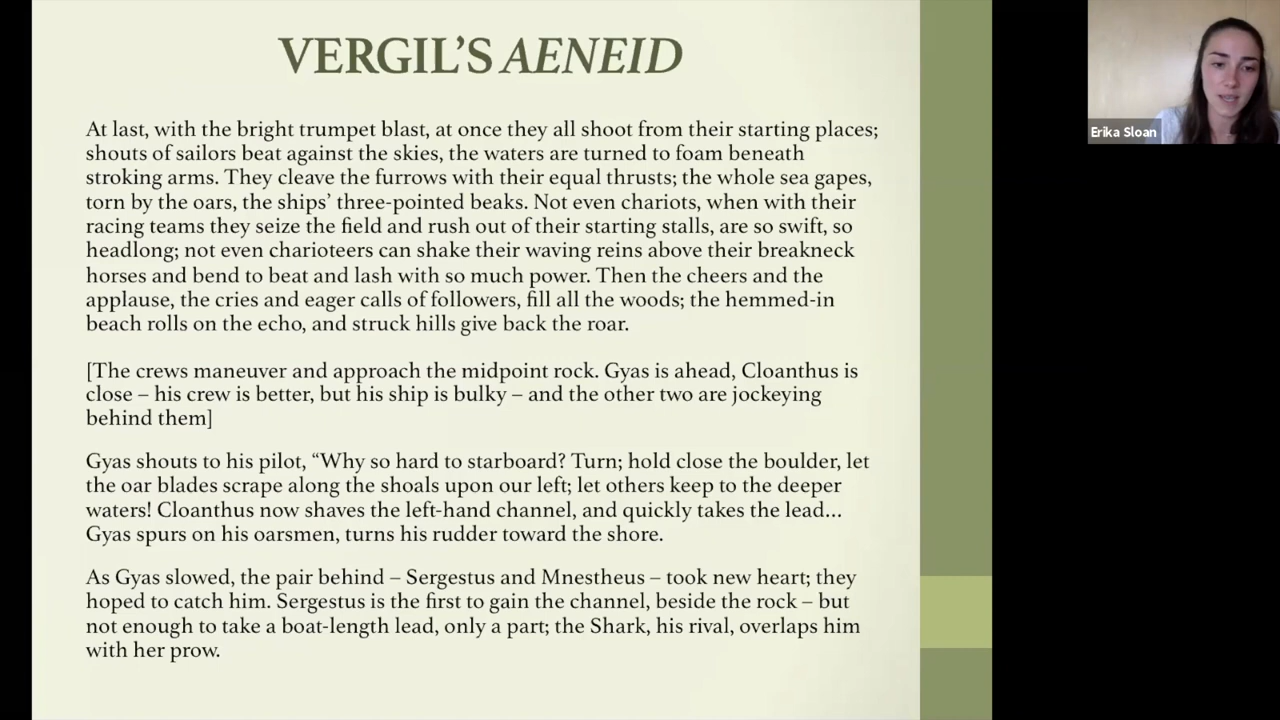 VERGIL'S AENEID
Erika Sloan
At last, with the bright trumpet blast, at once they all shoot from their starting places;
shouts of sailors beat against the skies, the waters are turned to foam beneath
stroking arms. They cleave the furrows with their equal thrusts; the whole sea gapes,
torn by the oars, the ships' three-pointed beaks. Not even chariots, when with their
racing teams they seize the field and rush out of their starting stalls, are so swift, so
headlong; not even charioteers can shake their waving reins above their breakneck
horses and bend to beat and lash with so much power. Then the cheers and the
applause, the cries and eager calls of followers, fill all the woods; the hemmed-in
beach rolls on the echo, and struck hills give back the roar.
[The crews maneuver and approach the midpoint rock. Gyas is ahead, Cloanthus is
close – his crew is better, but his ship is bulky – and the other two are jockeying
behind them]
Gyas shouts to his pilot, “Why so hard to starboard? Turn; hold close the boulder, let
the oar blades scrape along the shoals upon our left; let others keep to the deeper
waters! Cloanthus now shaves the left-hand channel, and quickly takes the lead...
Gyas spurs on his oarsmen, turns his rudder toward the shore.
As Gyas slowed, the pair behind – Sergestus and Mnestheus – took new heart; they
hoped to catch him. Sergestus is the first to gain the channel, beside the rock – but
not enough to take a boat-length lead, only a part; the Shark, his rival, overlaps him
with her prow.